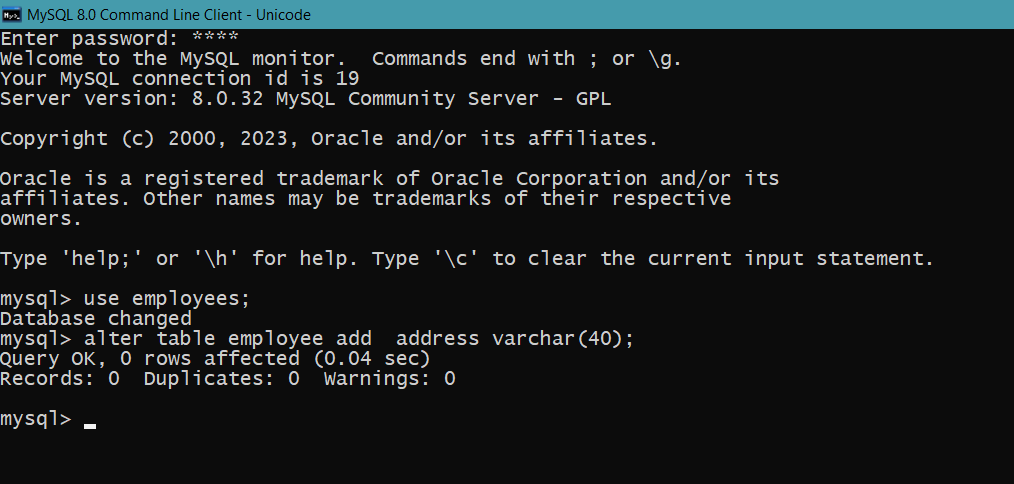 MySQL 8.0 Command Line Client - Unicode
Enter password: ****
Welcome to the MySQL monitor.  Commands end with ; or \g.
Your MySQL connection id is 19
Server version: 8.0.32 MySQL Community Server - GPL
Copyright (c) 2000, 2023, Oracle and/or its affiliates.
Oracle is a registered trademark of Oracle Corporation and/or its
affiliates. Other names may be trademarks of their respective
owners.
Type 'help;' or '\h' for help. Type '\c' to clear the current input statement.
mysql> use employees;
Database changed
mysql> alter table employee add  address varchar(40);
Query OK, 0 rows affected (0.04 sec)
Records: 0  Duplicates: 0  Warnings: 0
mysql>